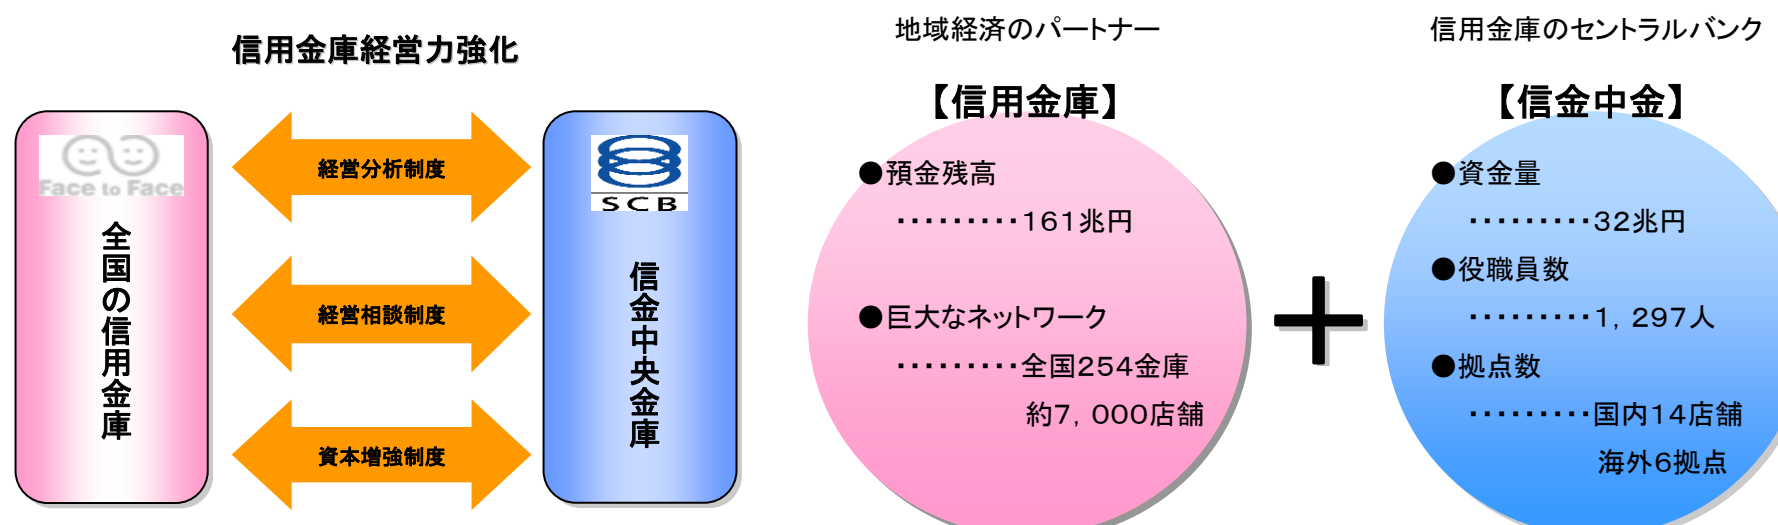 信用金庫経営力強化
Face to Face
全国の信用金庫
経営分析制度
経営相談制度
資本増強制度
SCB
信金中央金庫
地域経済のパートナー
【信用金庫】
●預金残高
‥‥‥‥‥161兆円
●巨大なネットワーク
‥‥‥‥‥全国254金庫
約7,000店舗
信用金庫のセントラルバンク
【信金中金】
●資金量
‥‥‥‥‥32兆円
●役職員数
‥‥‥‥‥1,297人
●拠点数
‥‥‥‥‥国内14店舗
海外6拠点